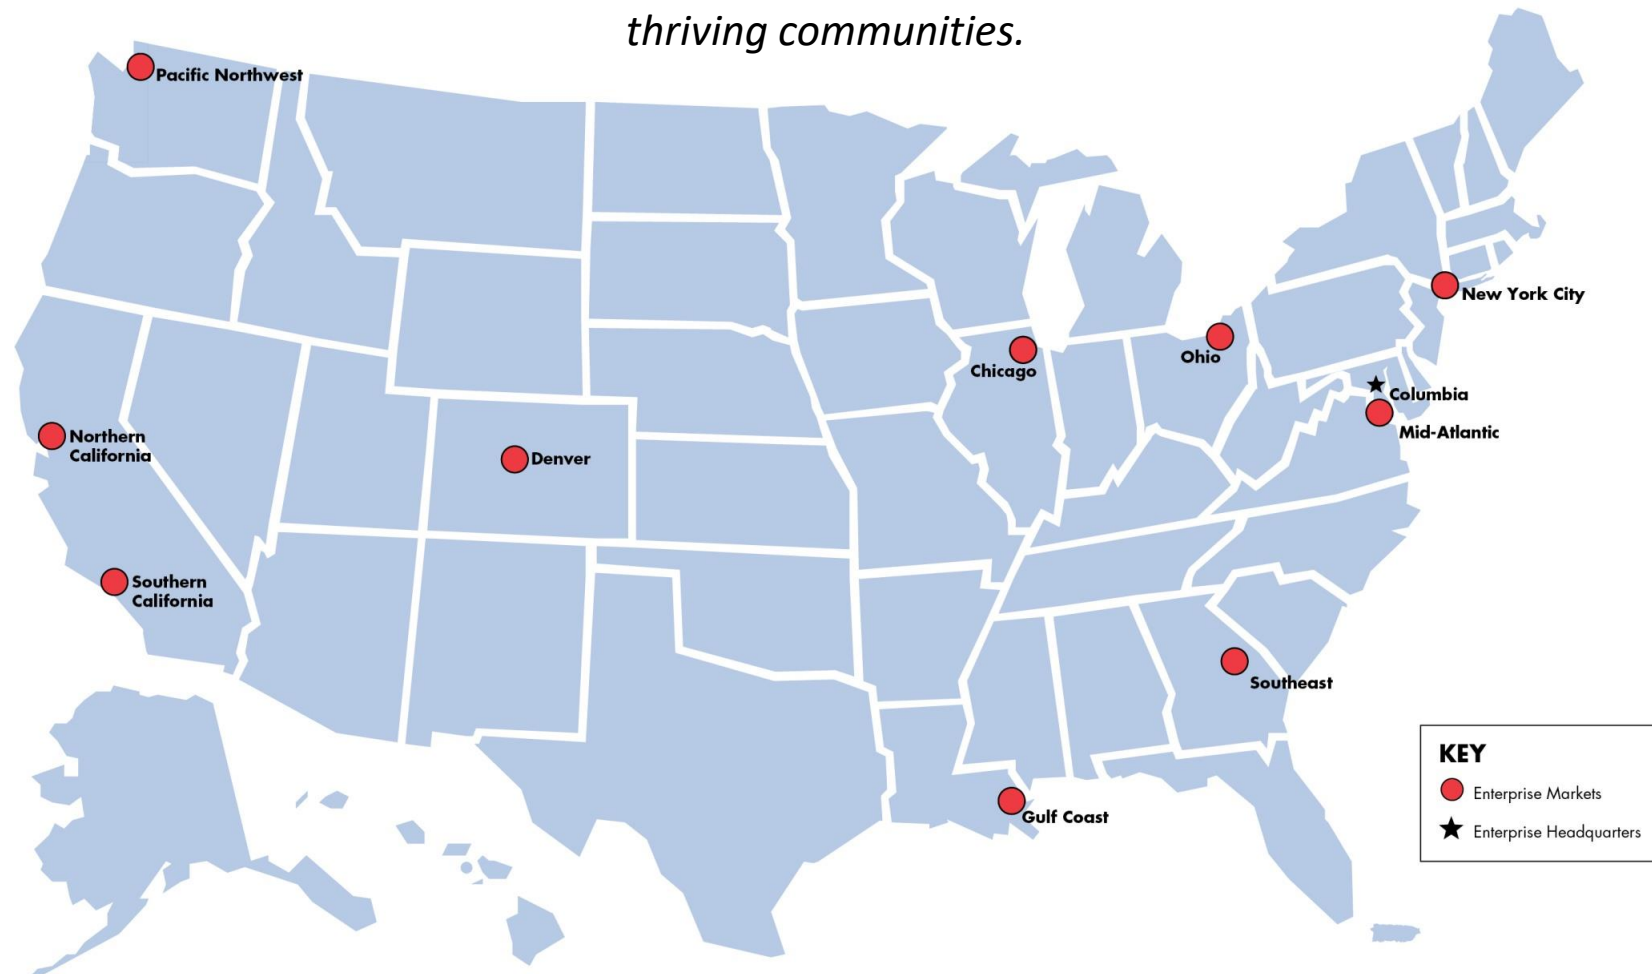 thriving communities.
Pacific Northwest
New York City
Ohio
Chicago
Columbia
Mid-Atlantic
Northern
California
Denver
Southern
California
Southeast
Gulf Coast
KEY
Enterprise Markets
Enterprise Headquarters